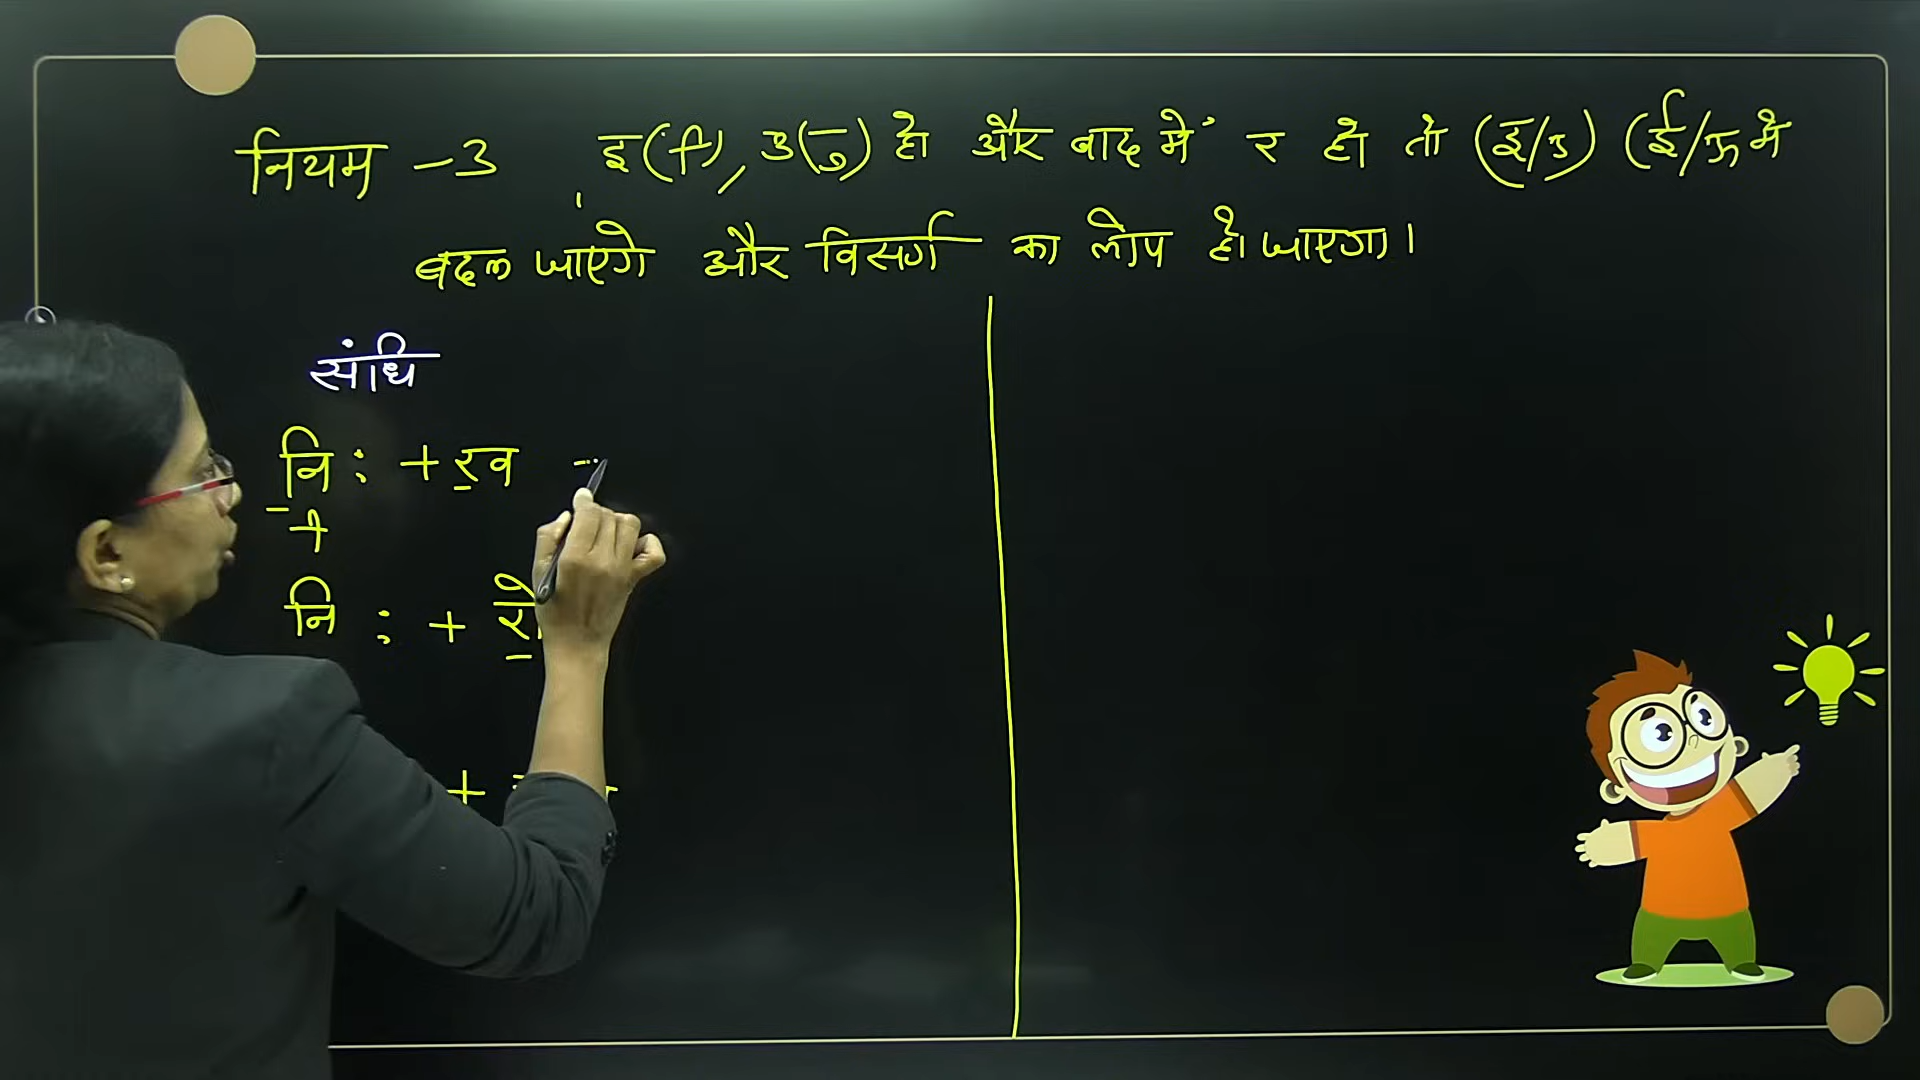 नियम -3 इ(ि), उ(ु) हो और बाद में र हो तो (इ/उ) (ई/ऊ में
बदल जाएंगे और विसर्ग का लोप हो जाएगा।
संधि
नि : + रव -
नि : + रो
+